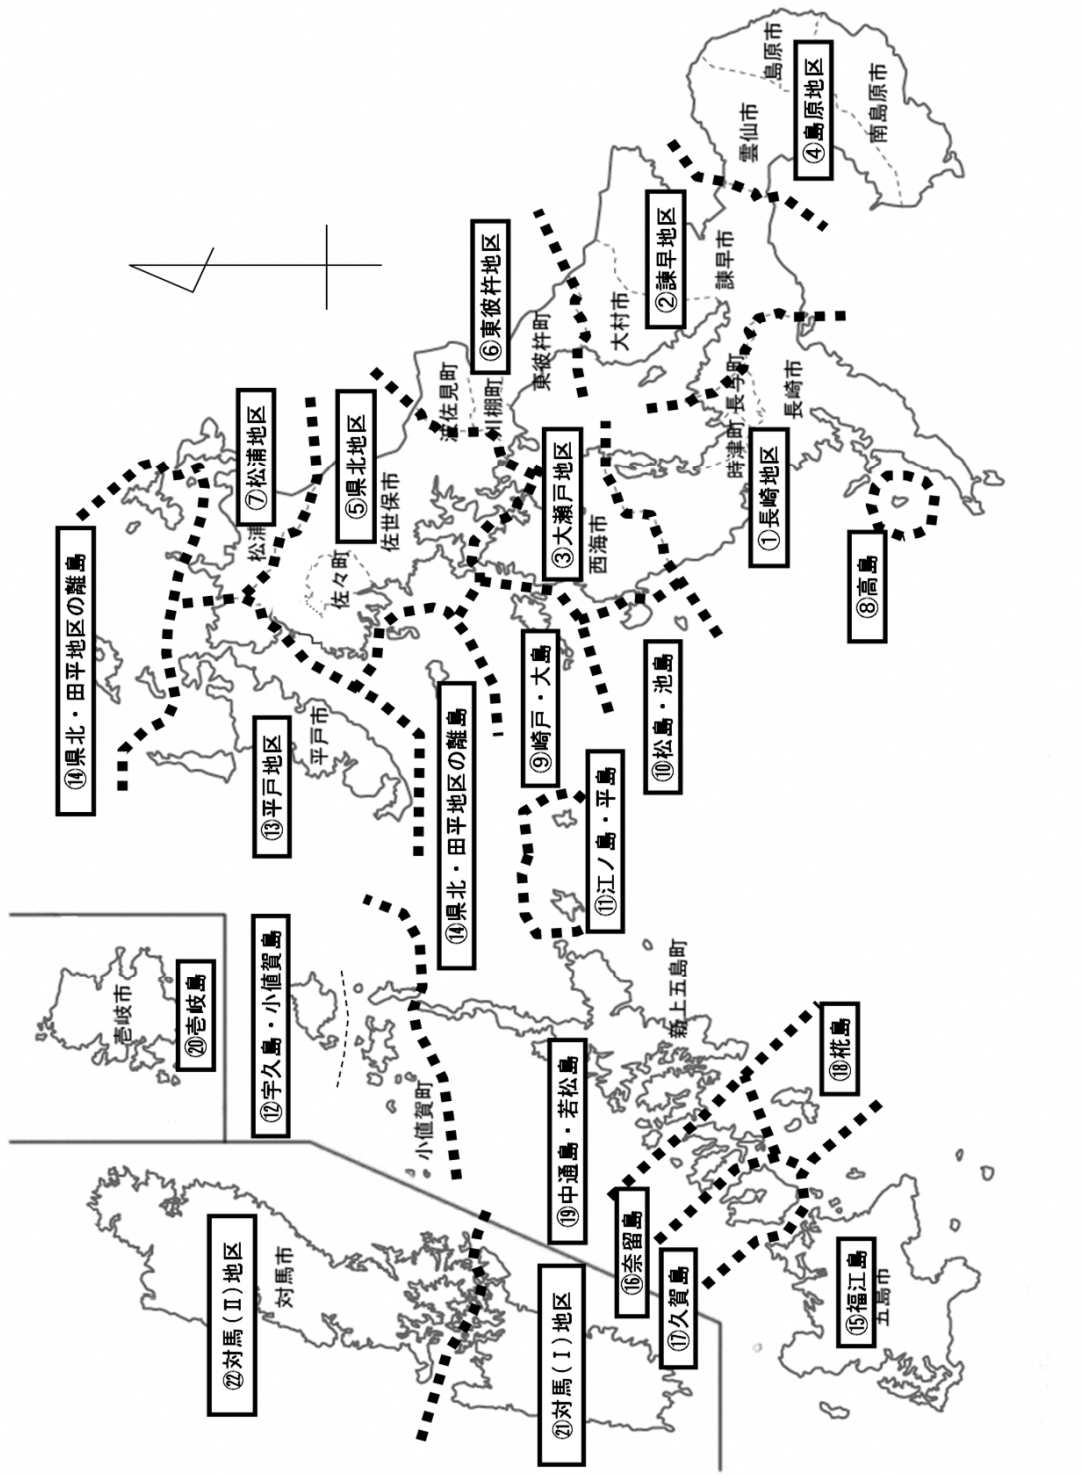 ⑭県北・田平地区の離島
⑦松浦地区
松浦
⑤県北地区
佐世保市
佐々町
⑬平戸地区
平戸市
⑥東彼杵地区
波佐見町
川棚町
東彼杵町
③大瀬戸地区
西海市
大村市
②諫早地区
諫早市
④島原地区
島原市
雲仙市
南島原市
長与町
時津町
長崎市
①長崎地区
⑧高島
⑨崎戸・大島
⑩松島・池島
⑪江ノ島・平島
⑭県北・田平地区の離島
⑫宇久島・小値賀島
小値賀町
⑳壱岐島
壱岐市
新上五島町
⑲中通島・若松島
⑱椛島
⑯奈留島
⑰久賀島
⑮福江島
五島市
㉒対馬(Ⅱ)地区
対馬市
㉑対馬(Ⅰ)地区